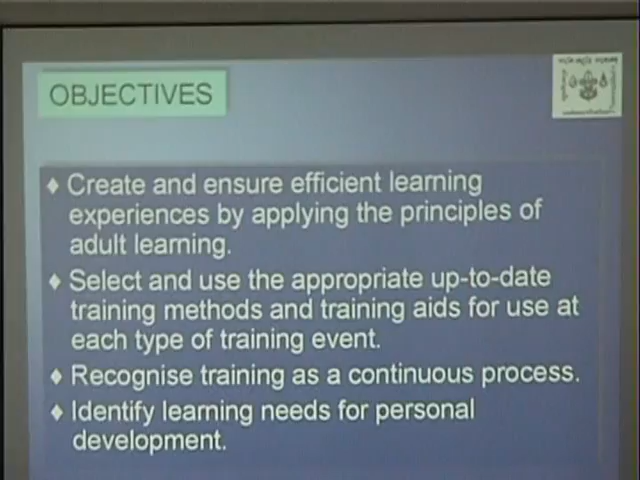 OBJECTIVES
♦ Create and ensure efficient learning
experiences by applying the principles of
adult learning.
♦ Select and use the appropriate up-to-date
training methods and training aids for use at
each type of training event.
♦ Recognise training as a continuous process.
♦ Identify learning needs for personal
development.